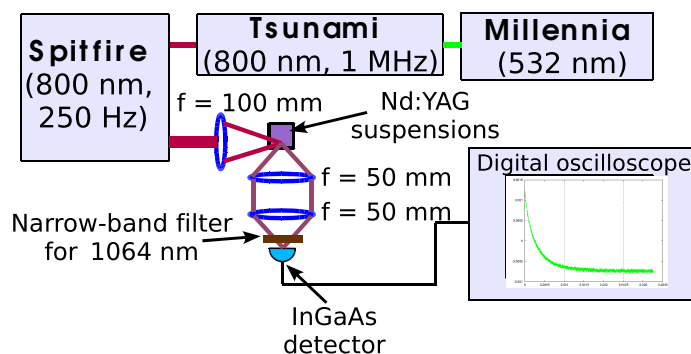 Spitfire
(800 nm,
250 Hz)
Tsunami
(800 nm, 1 MHz)
Millennia
(532 nm)
f = 100 mm
Nd:YAG
suspensions
f = 50 mm
f = 50 mm
Narrow-band filter
for 1064 nm
InGaAs
detector
Digital oscilloscope